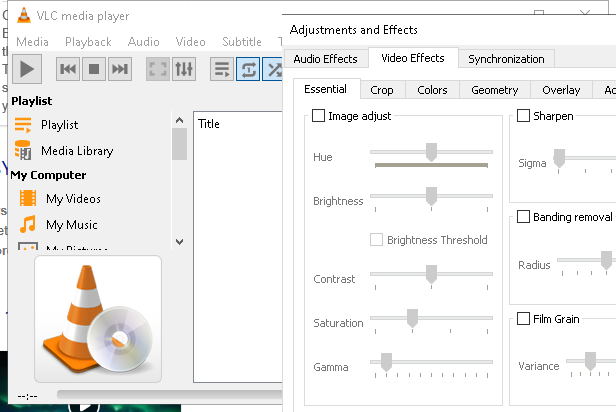 VLC media player
Media Playback Audio Video Subtitle
Playlist
Playlist
Media Library
My Computer
My Videos
My Music
My Pictures
Title
--:--
Adjustments and Effects
Audio Effects Video Effects Synchronization
Essential Crop Colors Geometry Overlay
Image adjust
Hue
Brightness
Brightness Threshold
Contrast
Saturation
Gamma
Sharpen
Sigma
Banding removal
Radius
Film Grain
Variance